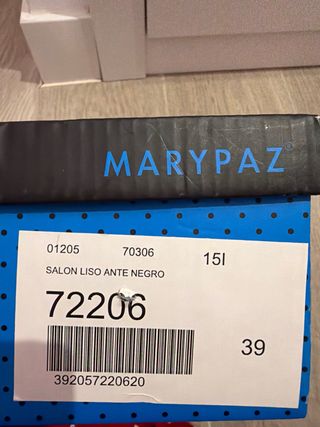 MARYPAZ®
01205 70306 15I
SALON LISO ANTE NEGRO
72206
39
392057220620